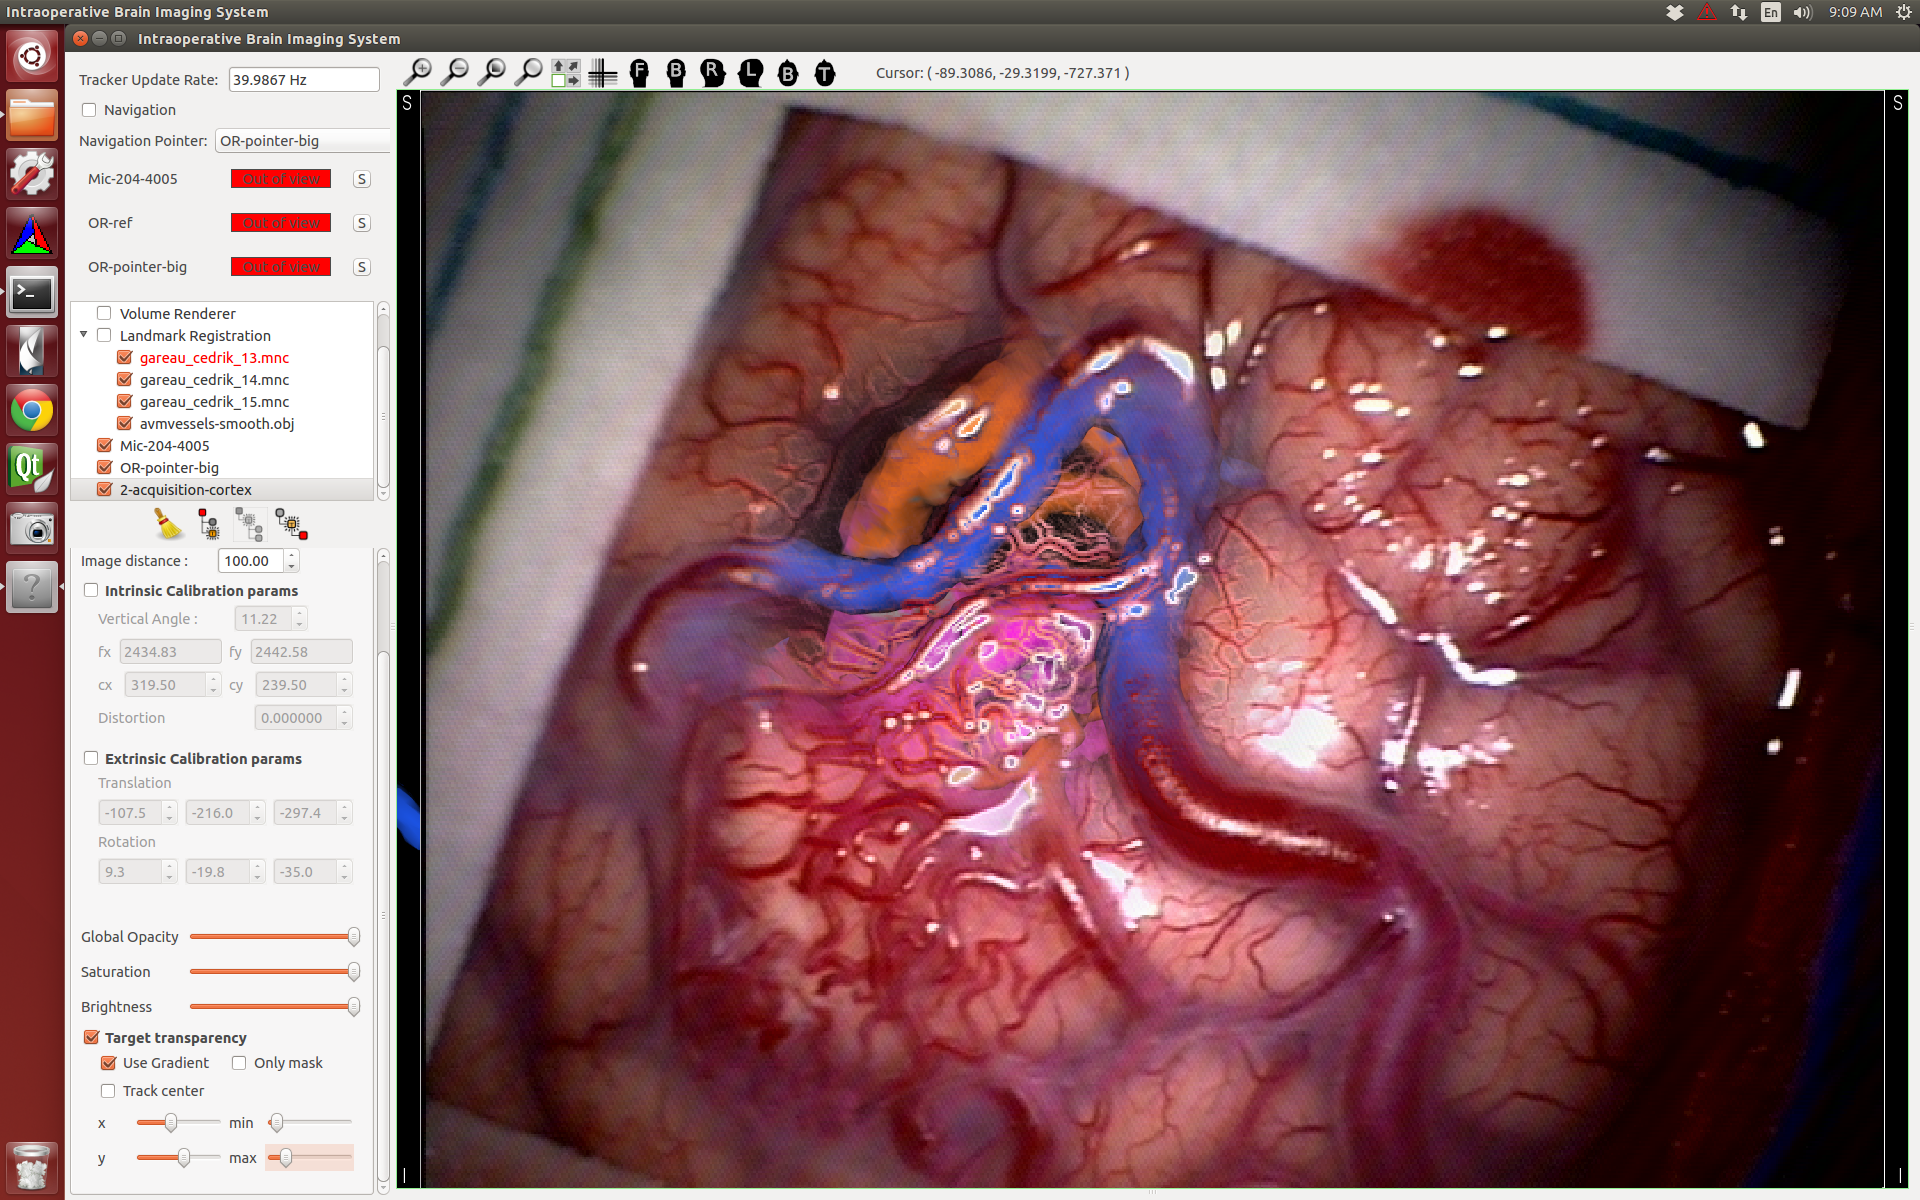 Intraoperative Brain Imaging System
En
9:09 AM
Intraoperative Brain Imaging System
Tracker Update Rate:
39.9867 Hz
Navigation
Navigation Pointer:
OR-pointer-big
Mic-204-4005
Out of view
S
OR-ref
Out of view
S
OR-pointer-big
Out of view
S
Volume Renderer
Landmark Registration
gareau_cedrik_13.mnc
gareau_cedrik_14.mnc
gareau_cedrik_15.mnc
avmvessels-smooth.obj
Mic-204-4005
OR-pointer-big
2-acquisition-cortex
Image distance :
100.00
Intrinsic Calibration params
Vertical Angle :
11.22
fx
2434.83
fy
2442.58
cx
319.50
cy
239.50
Distortion
0.000000
Extrinsic Calibration params
Translation
-107.5
-216.0
-297.4
Rotation
9.3
-19.8
-35.0
Global Opacity
Saturation
Brightness
Target transparency
Use Gradient
Only mask
Track center
x
min
y
max
F
B
R
L
B
T
Cursor: ( -89.3086, -29.3199, -727.371 )
S
S
I
I
Qt